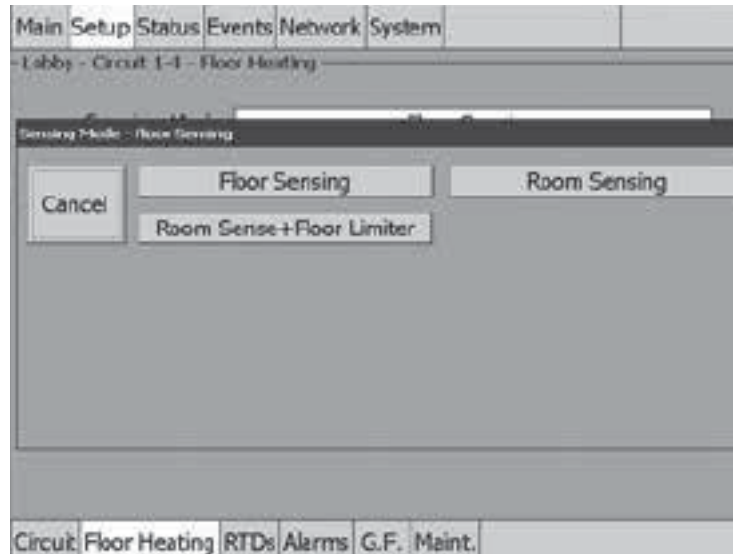 Main Setup Status Events Network System
Lobby - Circuit 1-1 - Floor Heating
Sensing Mode - Floor Sensing
Cancel
Floor Sensing
Room Sensing
Room Sense+Floor Limiter
Circuit Floor Heating RTDs Alarms G.F. Maint.